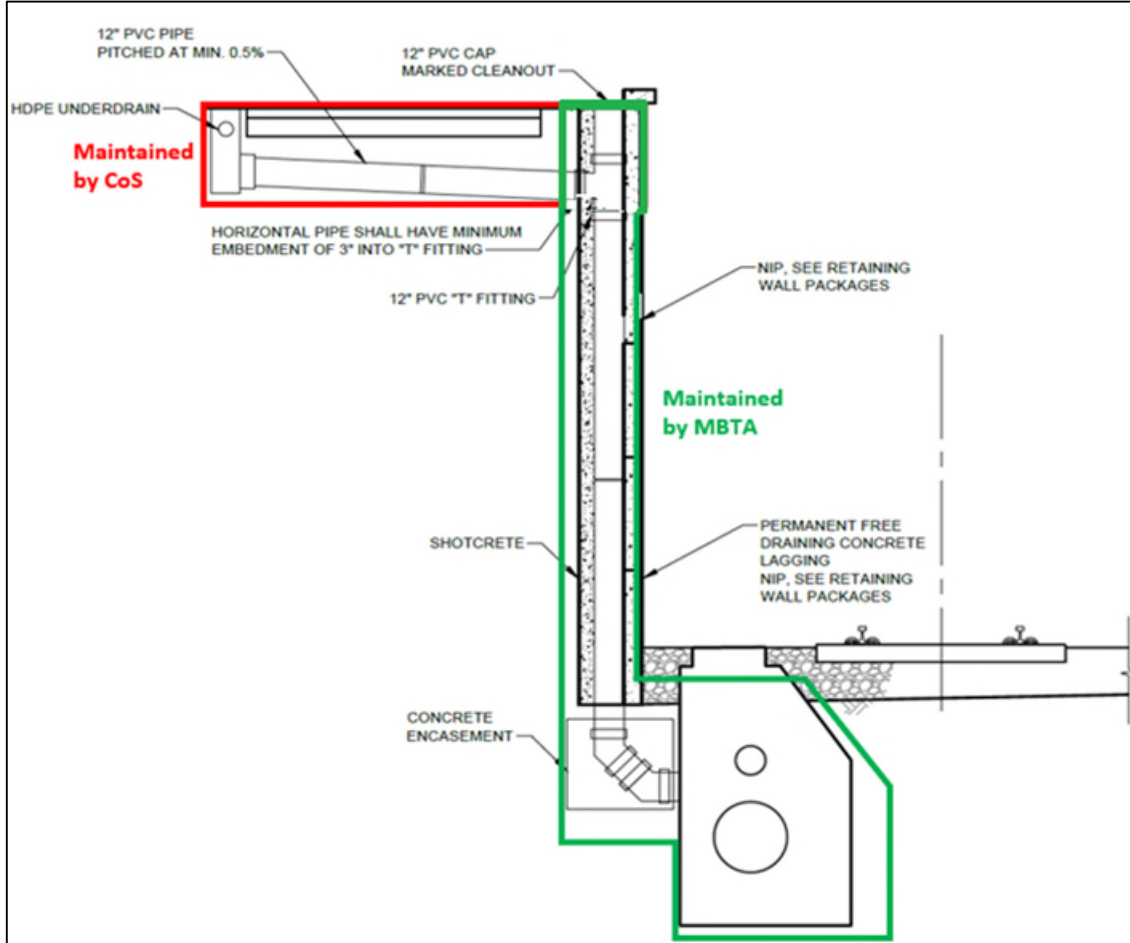 12" PVC PIPE
PITCHED AT MIN. 0.5%
12" PVC CAP
MARKED CLEANOUT
HDPE UNDERDRAIN
Maintained
by CoS
HORIZONTAL PIPE SHALL HAVE MINIMUM
EMBEDMENT OF 3" INTO "T" FITTING
NIP, SEE RETAINING
WALL PACKAGES
12" PVC "T" FITTING
Maintained
by MBTA
SHOTCRETE
PERMANENT FREE
DRAINING CONCRETE
LAGGING
NIP, SEE RETAINING
WALL PACKAGES
CONCRETE
ENCASEMENT